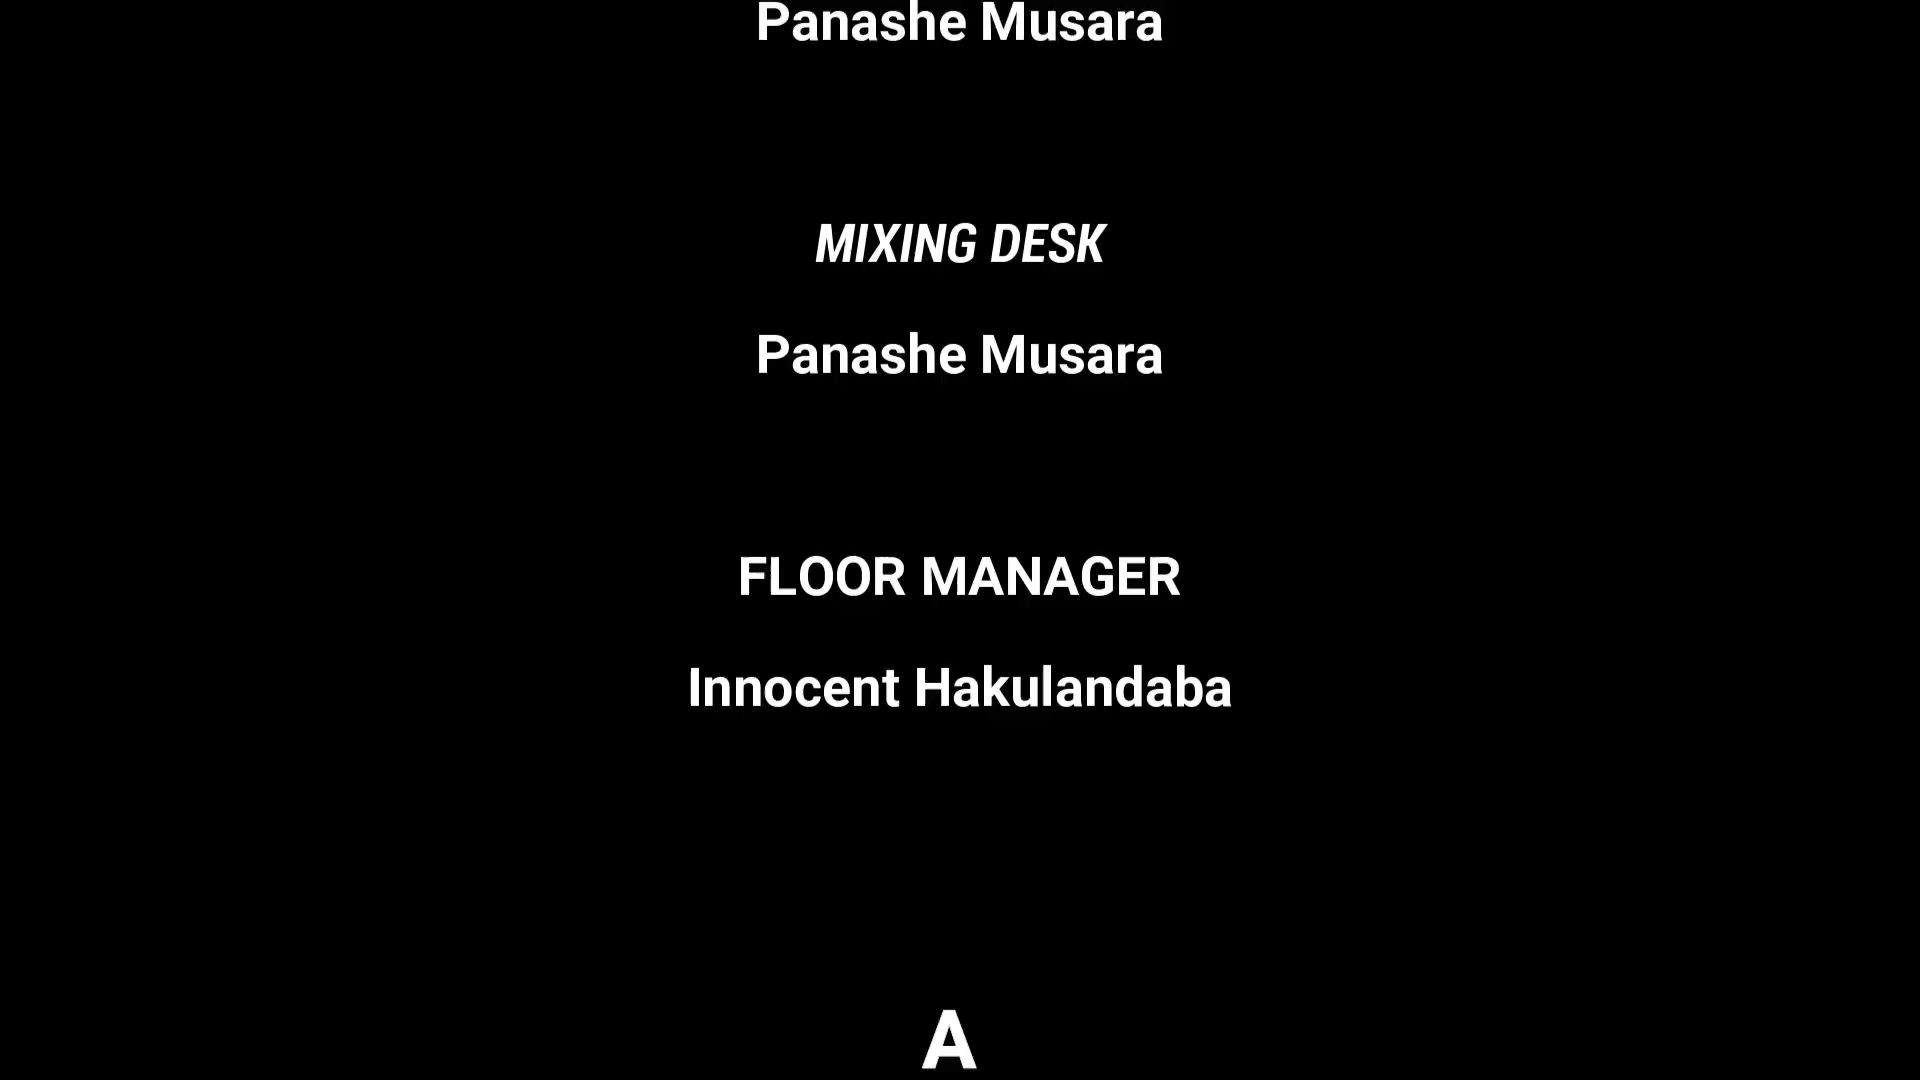 Panashe Musara
MIXING DESK
Panashe Musara
FLOOR MANAGER
Innocent Hakulandaba
A